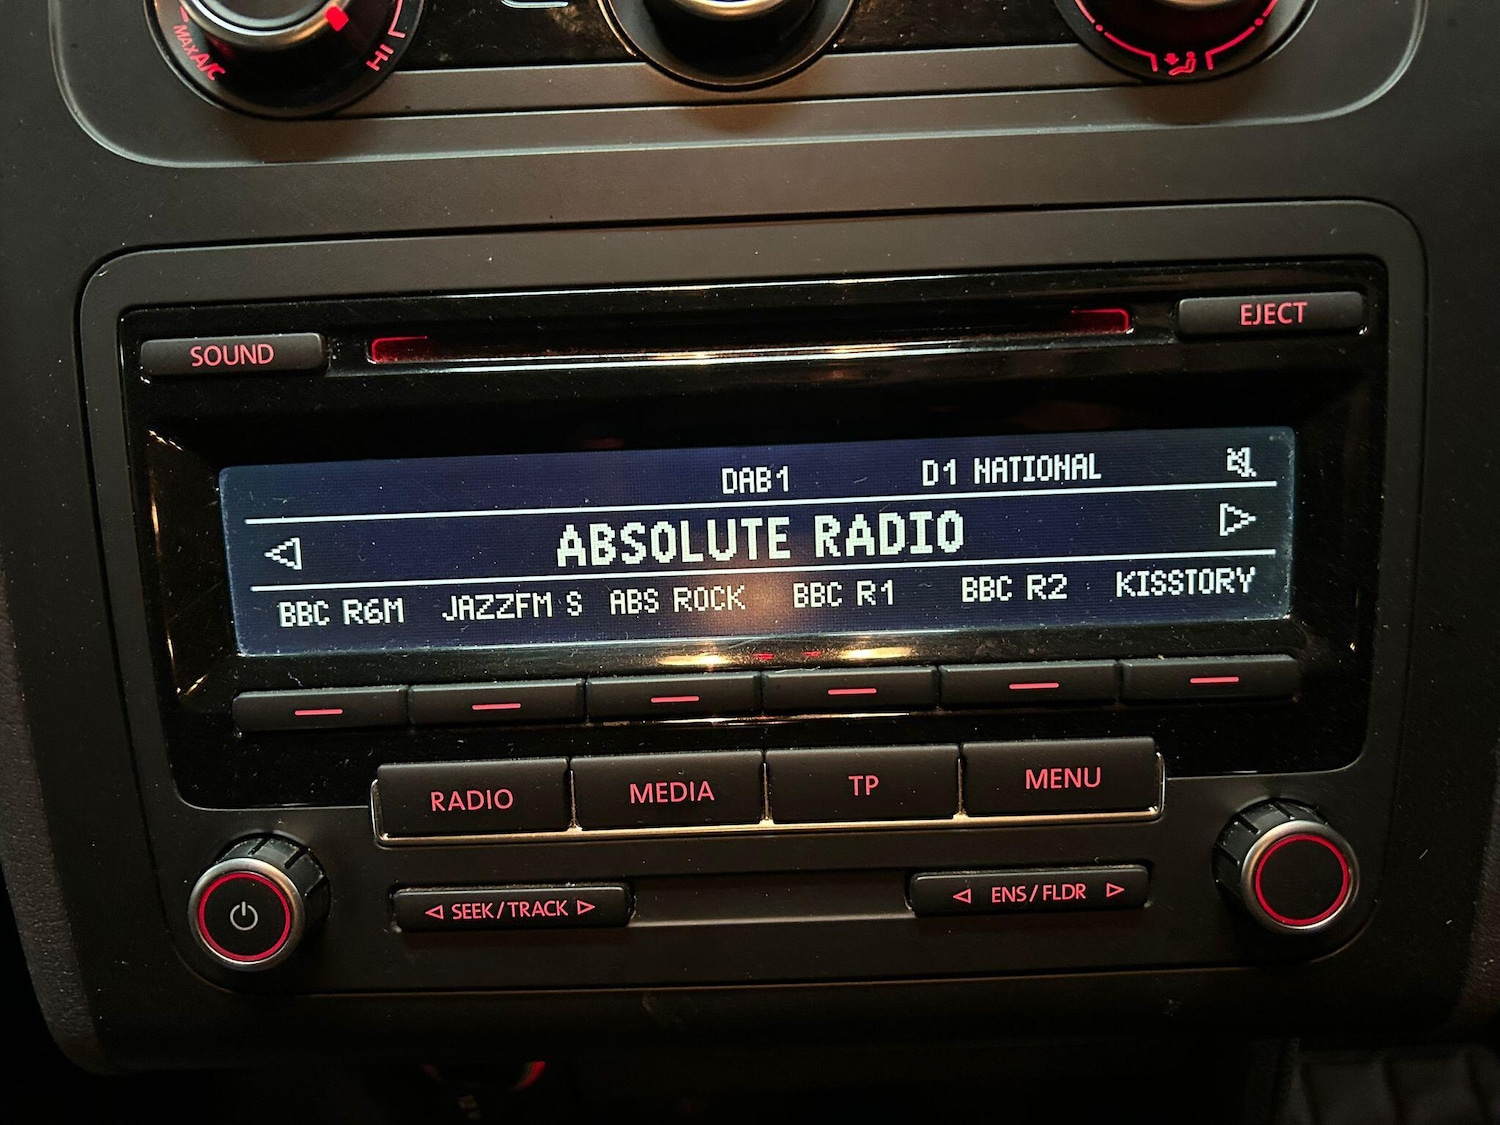 MAX A/C
HI
SOUND
EJECT
DAB1 D1 NATIONAL
ABSOLUTE RADIO
BBC R6M JAZZFM S ABS ROCK BBC R1 BBC R2 KISSTORY
RADIO MEDIA TP MENU
SEEK/TRACK ENS/FLDR